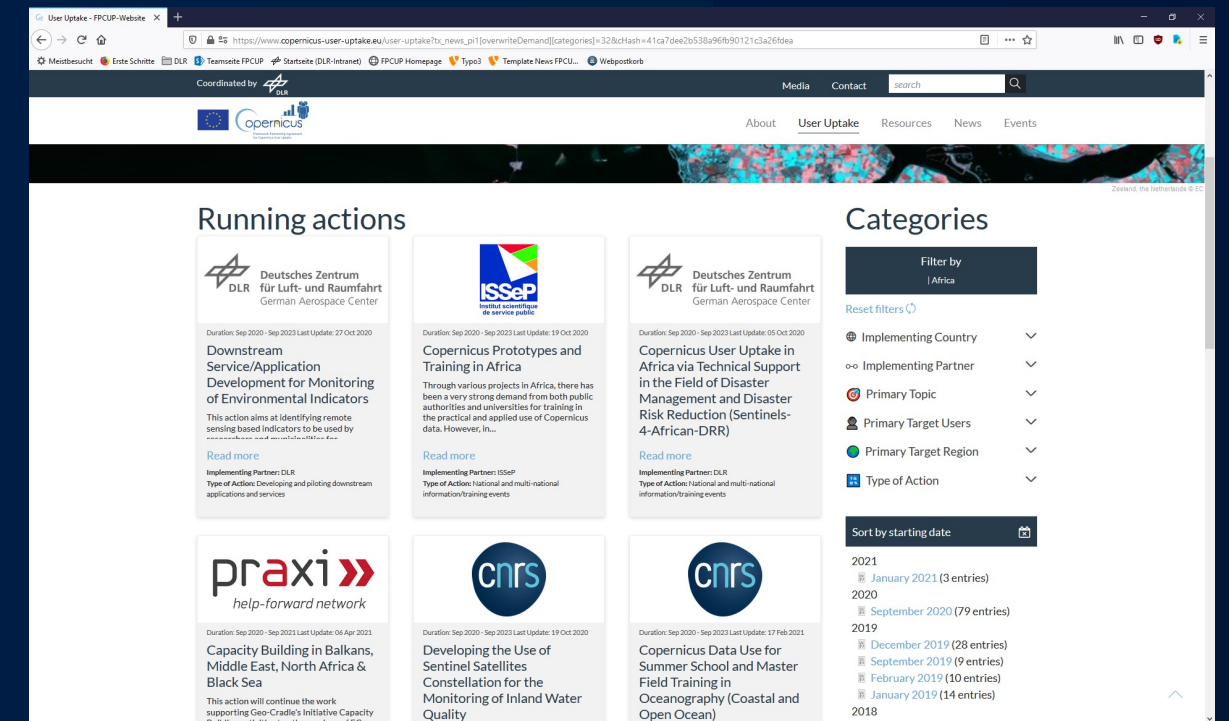 User Uptake - FPCUP-Website
https://www.copernicus-user-uptake.eu/user-uptake?tx_news_pi1[overwriteDemand][categories]=32&cHash=41ca7dee2b538a96fb90121c3a26fdea
Meistbesucht Erste Schritte DLR Teamseite FPCUP Startseite (DLR-Intranet) FPCUP Homepage Typo3 Template News FPCU... Webpostkorb
Coordinated by DLR
Media Contact search
Copernicus
About User Uptake Resources News Events
Zeeland, the Netherlands © EC
Running actions
DLR
Deutsches Zentrum
für Luft- und Raumfahrt
German Aerospace Center
Duration: Sep 2020 - Sep 2023 Last Update: 27 Oct 2020
Downstream
Service/Application
Development for Monitoring
of Environmental Indicators
This action aims at identifying remote
sensing based indicators to be used by
Read more
Implementing Partner: DLR
Type of Action: Developing and piloting downstream
applications and services
ISSeP
Institut scientifique
de service public
Duration: Sep 2020 - Sep 2023 Last Update: 19 Oct 2020
Copernicus Prototypes and
Training in Africa
Through various projects in Africa, there has
been a very strong demand from both public
authorities and universities for training in
the practical and applied use of Copernicus
data. However, in...
Read more
Implementing Partner: ISSeP
Type of Action: National and multi-national
information/training events
DLR
Deutsches Zentrum
für Luft- und Raumfahrt
German Aerospace Center
Duration: Sep 2020 - Sep 2023 Last Update: 05 Oct 2020
Copernicus User Uptake in
Africa via Technical Support
in the Field of Disaster
Management and Disaster
Risk Reduction (Sentinels-
4-African-DRR)
Read more
Implementing Partner: DLR
Type of Action: National and multi-national
information/training events
praxi
help-forward network
Duration: Sep 2020 - Sep 2021 Last Update: 06 Apr 2021
Capacity Building in Balkans,
Middle East, North Africa &
Black Sea
This action will continue the work
supporting Geo-Cradle's Initiative Capacity
cnrs
Duration: Sep 2020 - Sep 2023 Last Update: 19 Oct 2020
Developing the Use of
Sentinel Satellites
Constellation for the
Monitoring of Inland Water
Quality
cnrs
Duration: Sep 2020 - Sep 2023 Last Update: 17 Feb 2021
Copernicus Data Use for
Summer School and Master
Field Training in
Oceanography (Coastal and
Open Ocean)
Categories
Filter by
| Africa
Reset filters
Implementing Country
Implementing Partner
Primary Topic
Primary Target Users
Primary Target Region
Type of Action
Sort by starting date
2021
January 2021 (3 entries)
2020
September 2020 (79 entries)
2019
December 2019 (28 entries)
September 2019 (9 entries)
February 2019 (10 entries)
January 2019 (14 entries)
2018